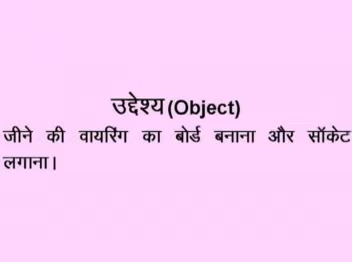 उद्देश्य (Object)
जीने की वायरिंग का बोर्ड बनाना और सॉकेट
लगाना।